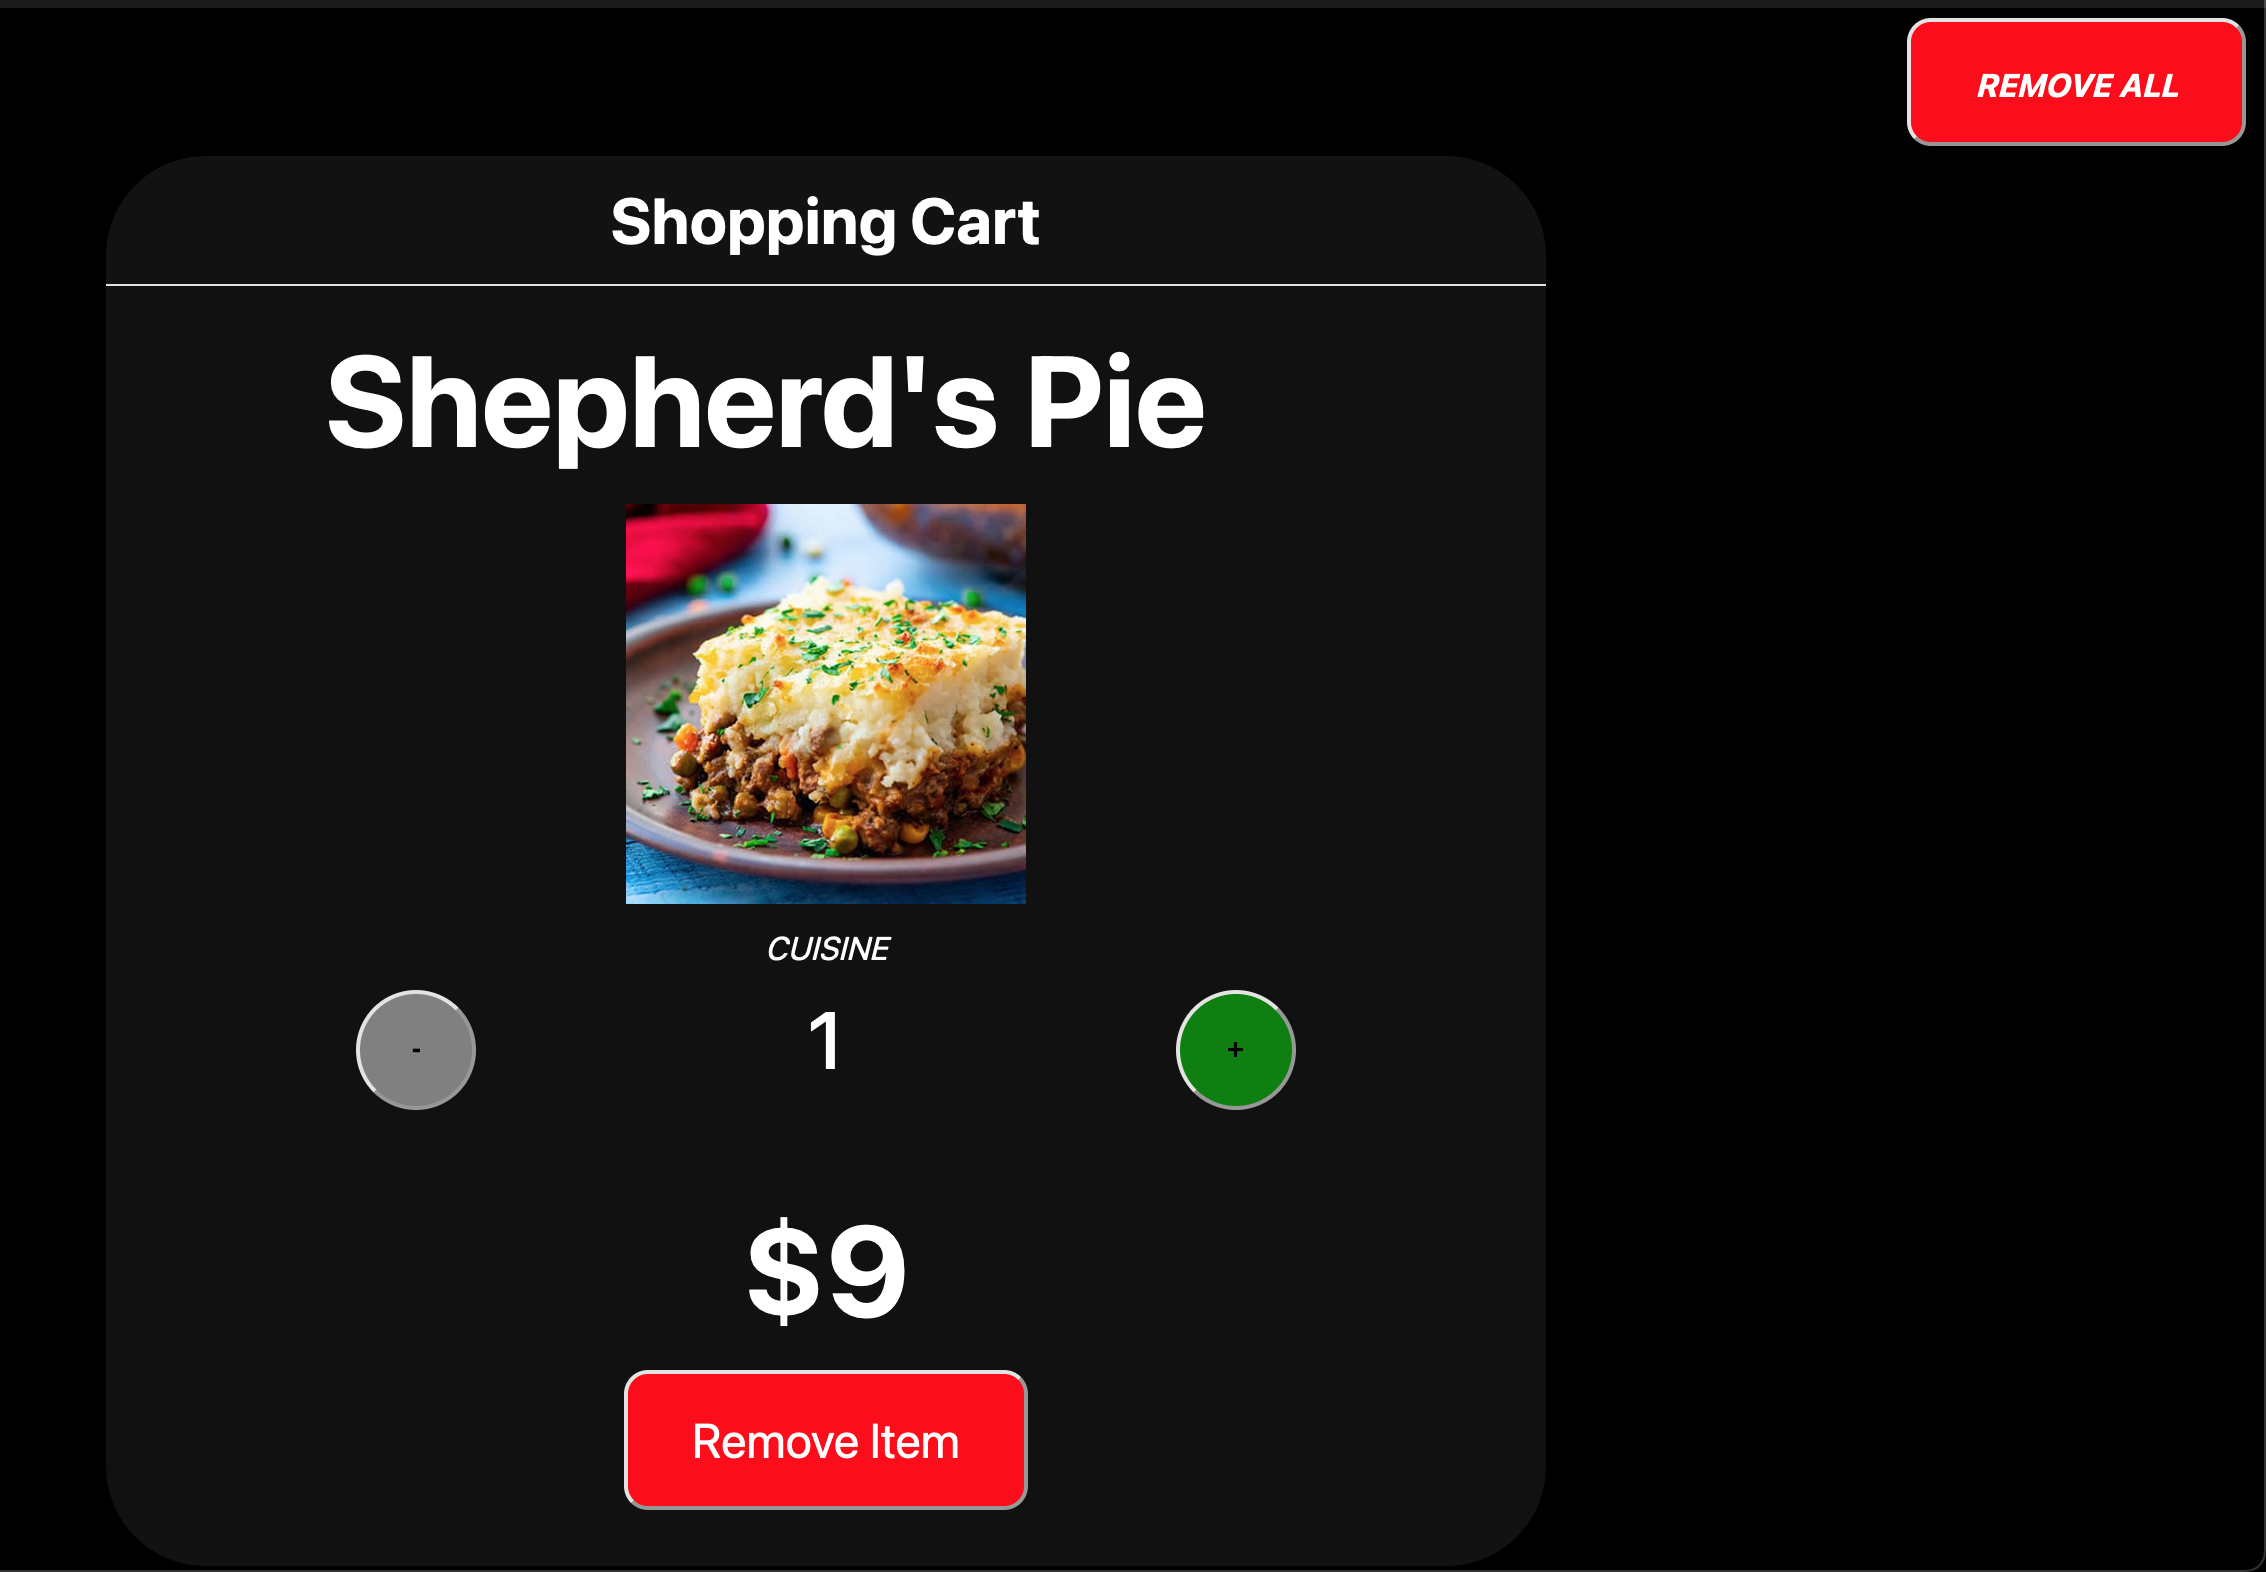 REMOVE ALL
Shopping Cart
Shepherd's Pie
CUISINE
- 1 +
$9
Remove Item